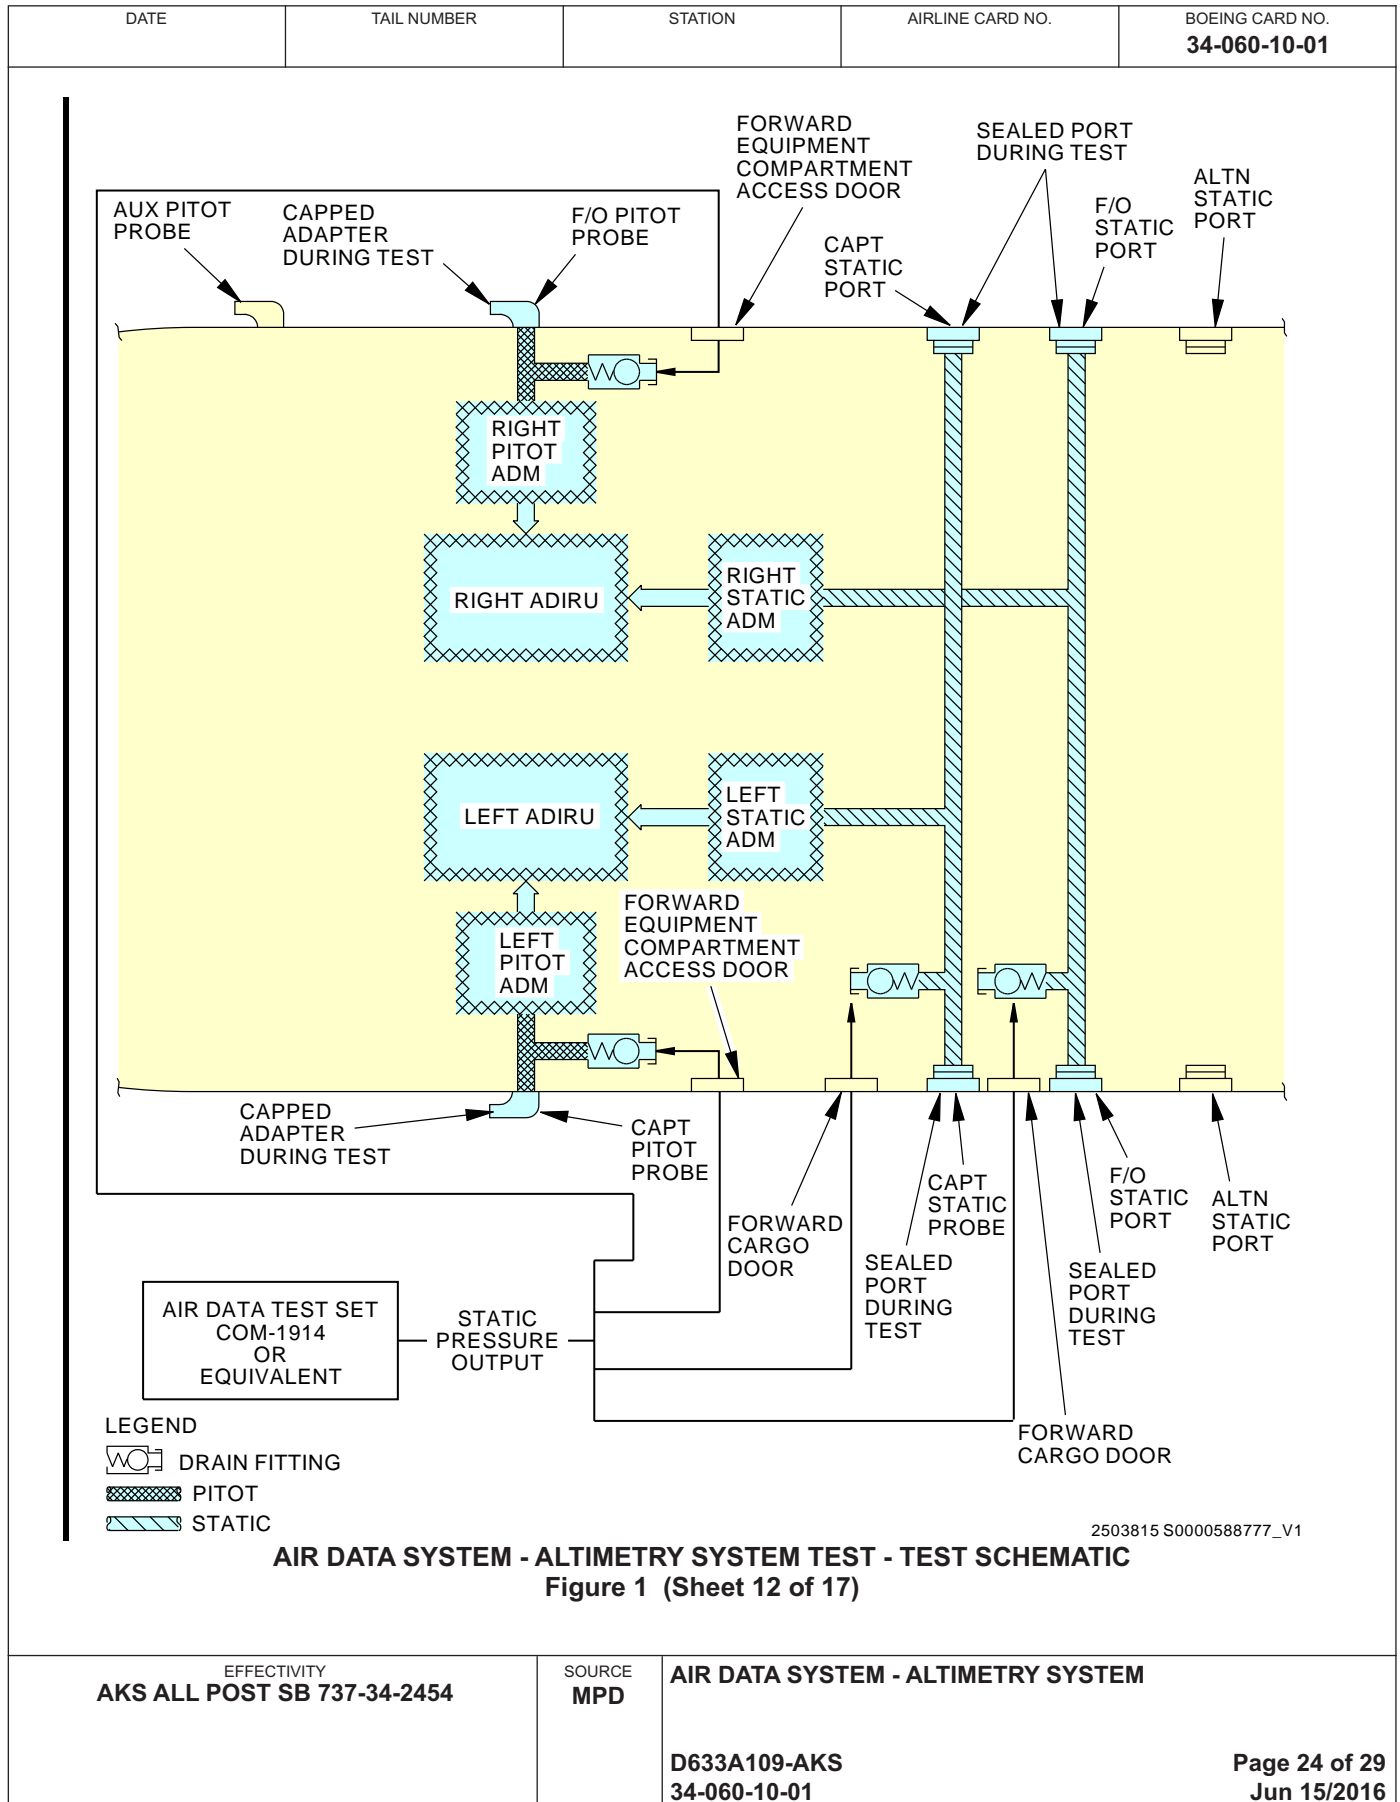 DATE
TAIL NUMBER
STATION
AIRLINE CARD NO.
BOEING CARD NO.
34-060-10-01
FORWARD
EQUIPMENT
COMPARTMENT
ACCESS DOOR
SEALED PORT
DURING TEST
ALTN
STATIC
PORT
AUX PITOT
PROBE
CAPPED
ADAPTER
DURING TEST
F/O PITOT
PROBE
F/O
STATIC
PORT
CAPT
STATIC
PORT
RIGHT
PITOT
ADM
RIGHT ADIRU
RIGHT
STATIC
ADM
LEFT ADIRU
LEFT
STATIC
ADM
FORWARD
EQUIPMENT
COMPARTMENT
ACCESS DOOR
LEFT
PITOT
ADM
CAPPED
ADAPTER
DURING TEST
CAPT
PITOT
PROBE
FORWARD
CARGO
DOOR
CAPT
STATIC
PROBE
F/O
STATIC
PORT
ALTN
STATIC
PORT
SEALED
PORT
DURING
TEST
SEALED
PORT
DURING
TEST
AIR DATA TEST SET
COM-1914
OR
EQUIVALENT
STATIC
PRESSURE
OUTPUT
FORWARD
CARGO DOOR
LEGEND
DRAIN FITTING
PITOT
STATIC
2503815 S0000588777_V1
AIR DATA SYSTEM - ALTIMETRY SYSTEM TEST - TEST SCHEMATIC
Figure 1 (Sheet 12 of 17)
EFFECTIVITY
AKS ALL POST SB 737-34-2454
SOURCE
MPD
AIR DATA SYSTEM - ALTIMETRY SYSTEM
D633A109-AKS
34-060-10-01
Page 24 of 29
Jun 15/2016